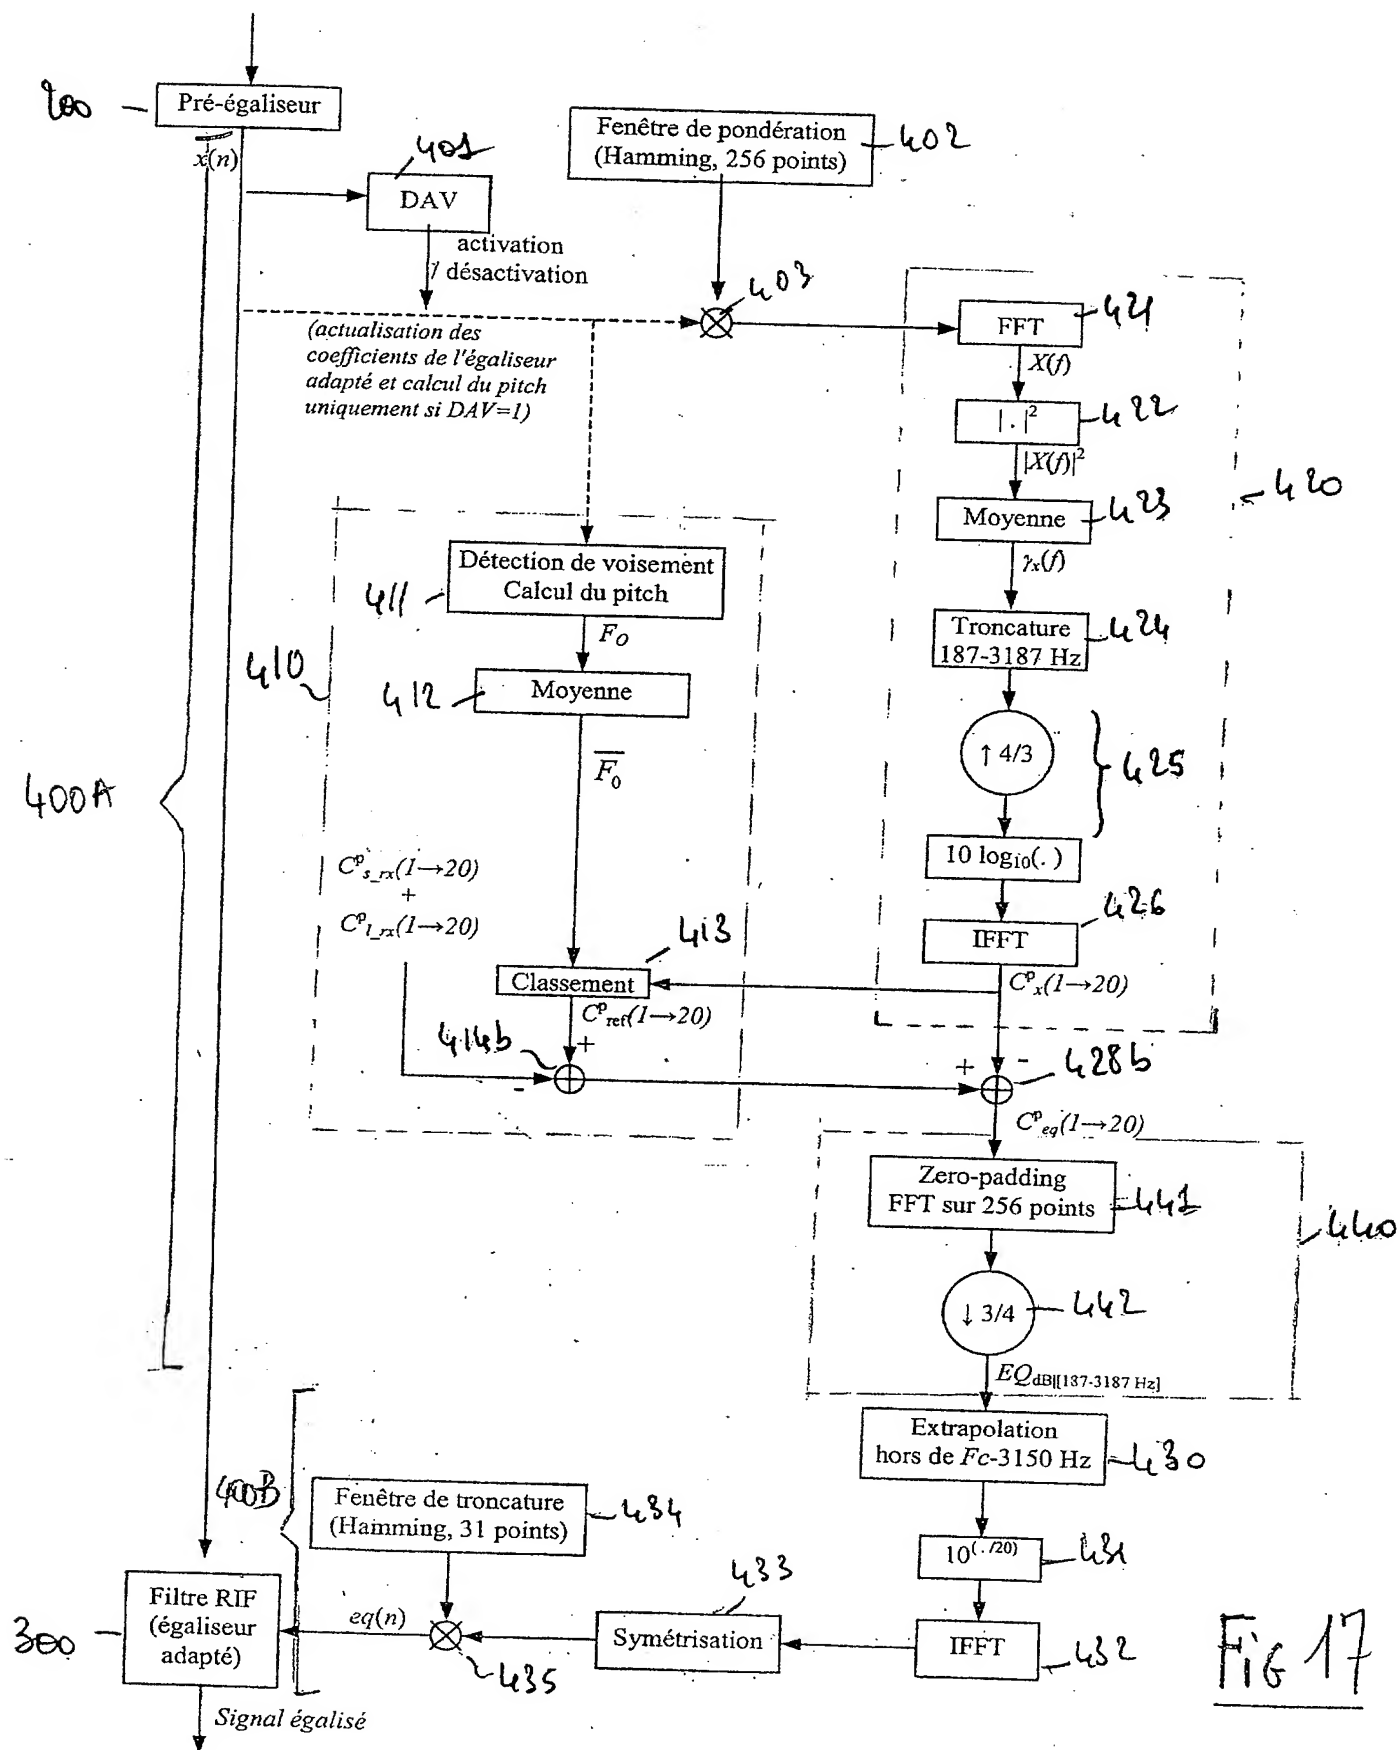 200
Pré-égaliseur
x(n)
401
DAV
activation
/ désactivation
Fenêtre de pondération
(Hamming, 256 points)
402
403
(actualisation des
coefficients de l'égaliseur
adapté et calcul du pitch
uniquement si DAV=1)
FFT
421
X(f)
|.|²
422
|X(f)|²
Moyenne
423
γx(f)
Troncature
187-3187 Hz
424
420
↑ 4/3
425
10 log10(.)
IFFT
426
Cᵖx(1→20)
Détection de voisement
Calcul du pitch
411
F0
410
Moyenne
412
F̄0
400A
Cᵖs_rx(1→20)
+
Cᵖl_rx(1→20)
413
Classement
Cᵖref(1→20)
414b
+
-
+ -
428b
Cᵖeq(1→20)
Zero-padding
FFT sur 256 points
441
440
↓ 3/4
442
EQdB|[187-3187 Hz]
Extrapolation
hors de Fc-3150 Hz
430
10^(./20)
431
IFFT
432
433
Symétrisation
400B
Fenêtre de troncature
(Hamming, 31 points)
434
435
eq(n)
300
Filtre RIF
(égaliseur
adapté)
Signal égalisé
Fig 17